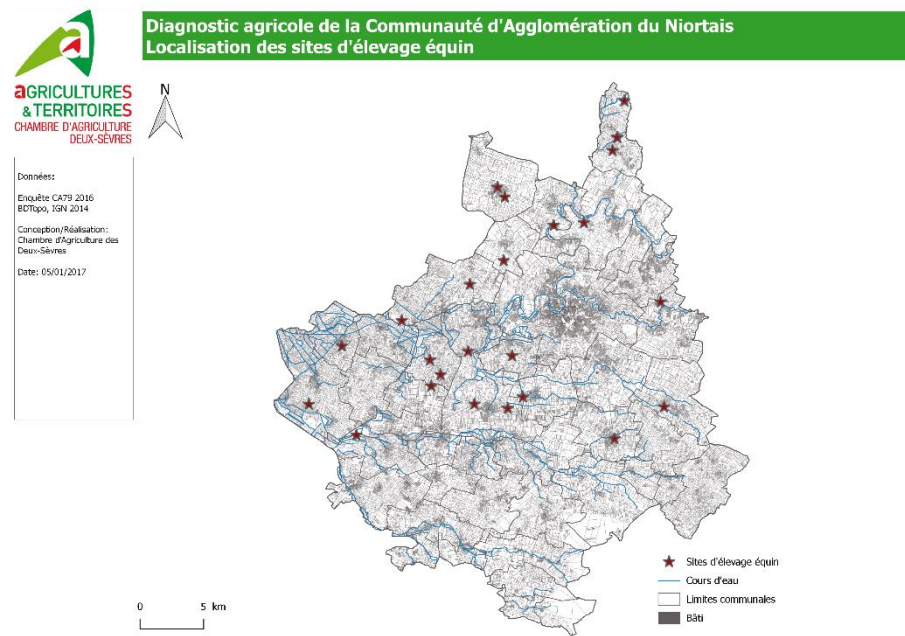 Diagnostic agricole de la Communauté d'Agglomération du Niortais
Localisation des sites d'élevage équin
aGRICULTURES
& TERRITOIRES
CHAMBRE D'AGRICULTURE
DEUX-SÈVRES
N
Données:
Enquête CA79 2016
BDTopo, IGN 2014
Conception/Réalisation:
Chambre d'Agriculture des
Deux-Sèvres
Date: 05/01/2017
Sites d'élevage équin
Cours d'eau
Limites communales
Bâti
0 5 km